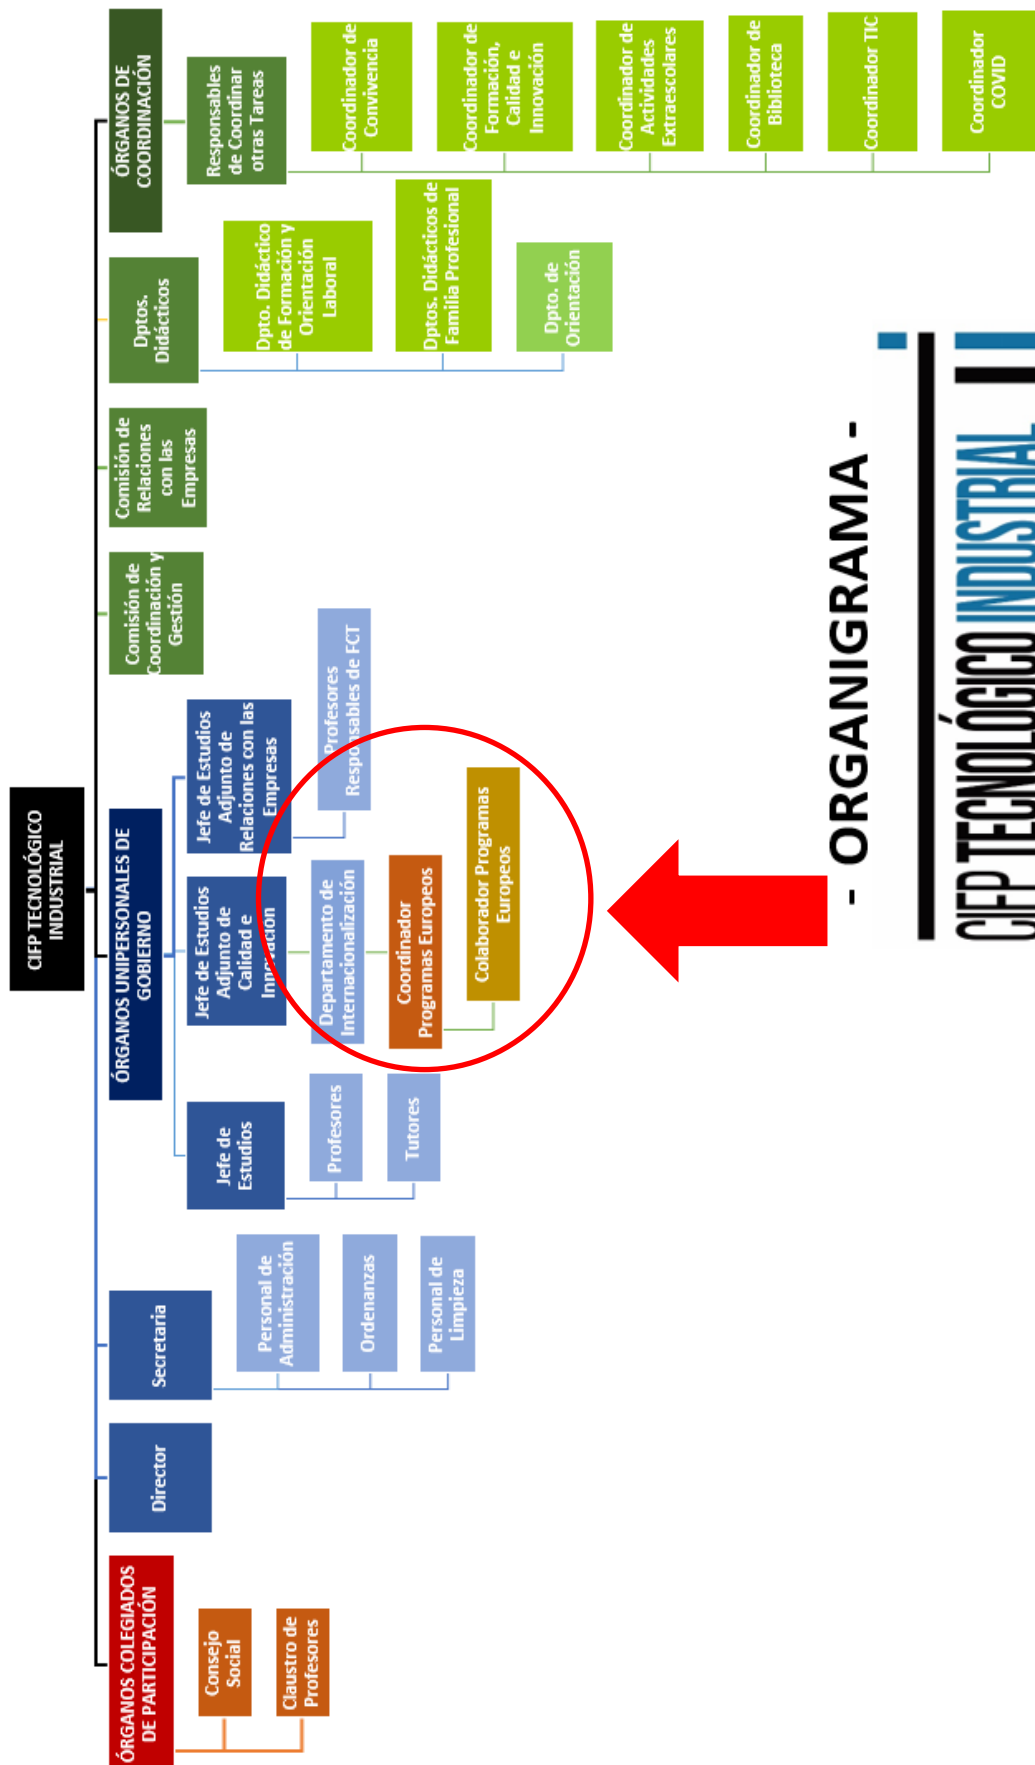 CIFP TECNOLÓGICO
INDUSTRIAL
ÓRGANOS COLEGIADOS
DE PARTICIPACIÓN
Consejo
Social
Claustro de
Profesores
Director
Secretaria
Personal de
Administración
Ordenanzas
Personal de
Limpieza
ÓRGANOS UNIPERSONALES DE
GOBIERNO
Jefe de
Estudios
Profesores
Tutores
Jefe de Estudios
Adjunto de
Calidad e
Innovación
Departamento de
Internacionalización
Coordinador
Programas Europeos
Colaborador Programas
Europeos
Jefe de Estudios
Adjunto de
Relaciones con las
Empresas
Profesores
Responsables de FCT
Comisión de
Coordinación y
Gestión
Comisión de
Relaciones
con las
Empresas
Dptos.
Didácticos
Dpto. Didáctico
de Formación y
Orientación
Laboral
Dptos. Didácticos de
Familia Profesional
Dpto. de
Orientación
ÓRGANOS DE
COORDINACIÓN
Responsables
de Coordinar
otras Tareas
Coordinador de
Convivencia
Coordinador de
Formación,
Calidad e
Innovación
Coordinador de
Actividades
Extraescolares
Coordinador de
Biblioteca
Coordinador TIC
Coordinador
COVID
- ORGANIGRAMA -
CIFP TECNOLÓGICO INDUSTRIAL